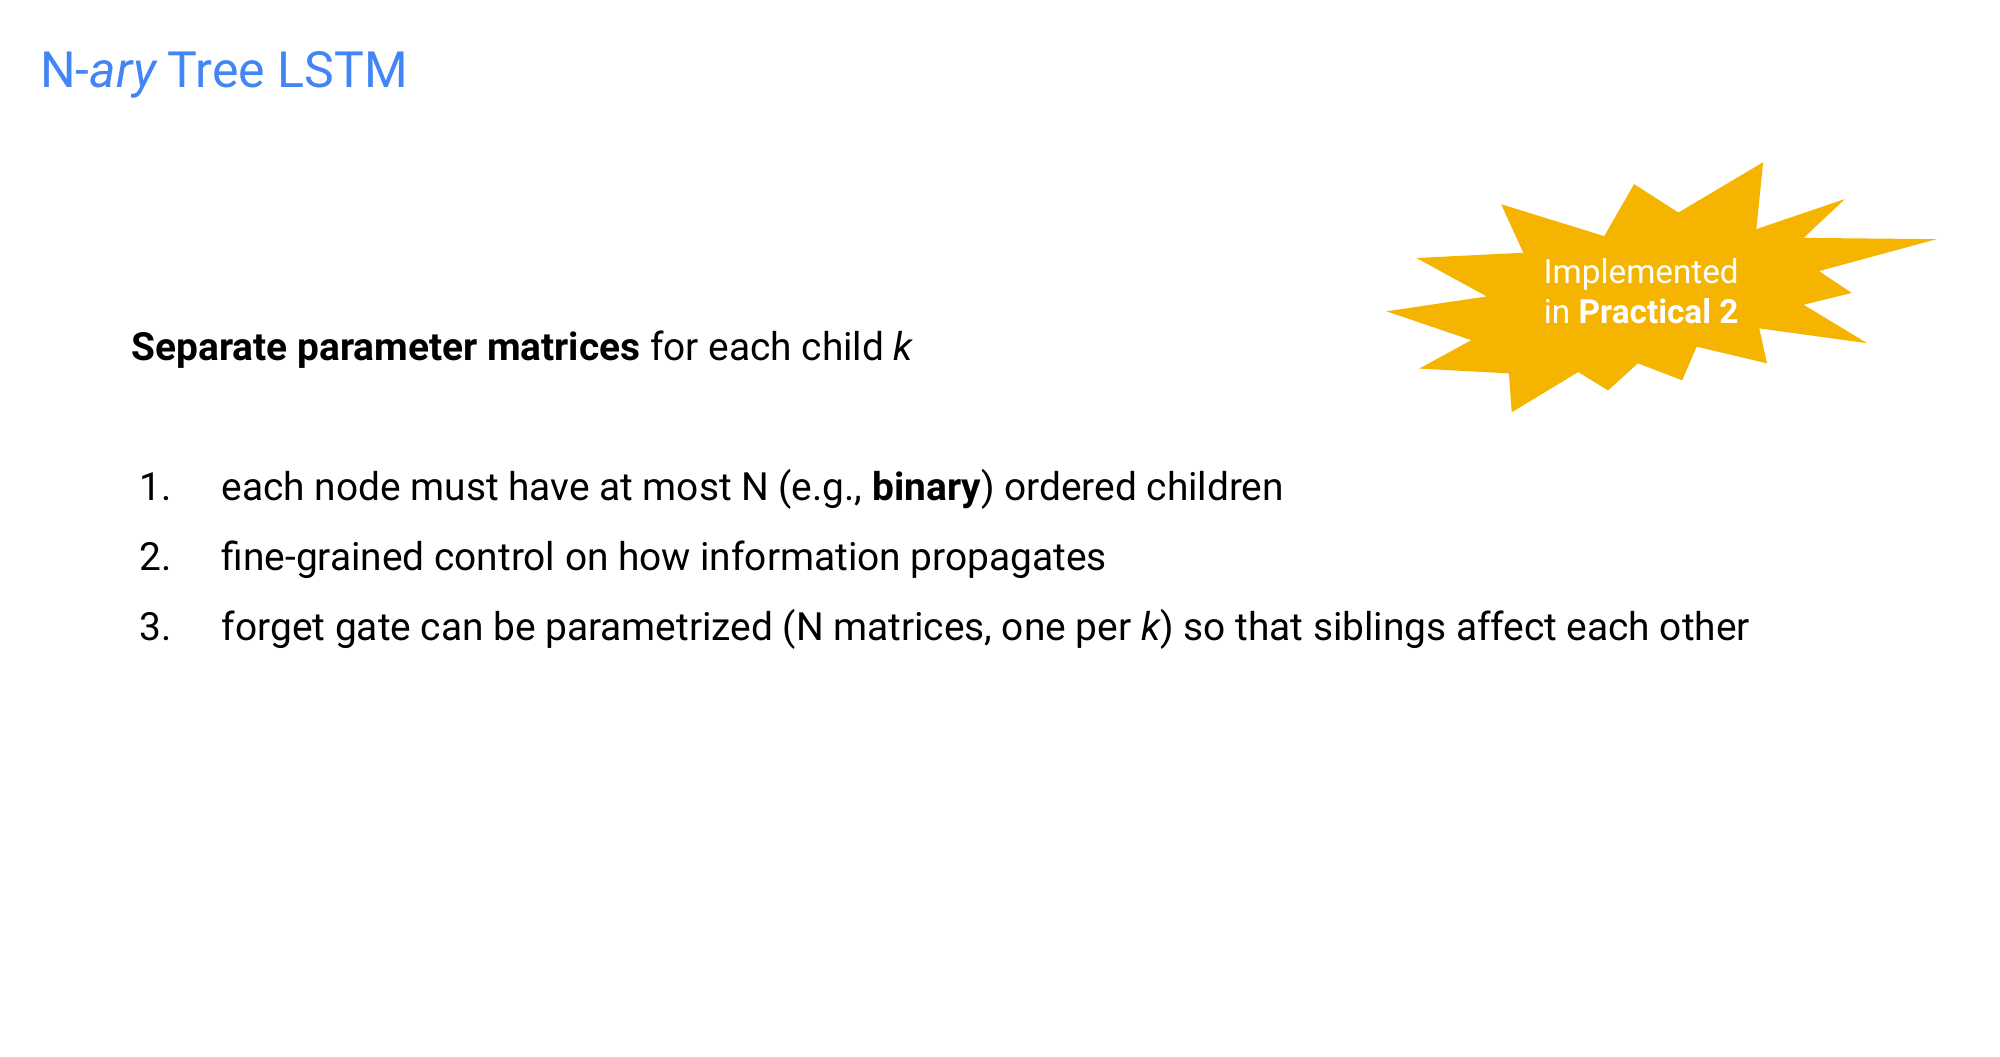 N-ary Tree LSTM
Implemented
in Practical 2
Separate parameter matrices for each child k
1. each node must have at most N (e.g., binary) ordered children
2. fine-grained control on how information propagates
3. forget gate can be parametrized (N matrices, one per k) so that siblings affect each other